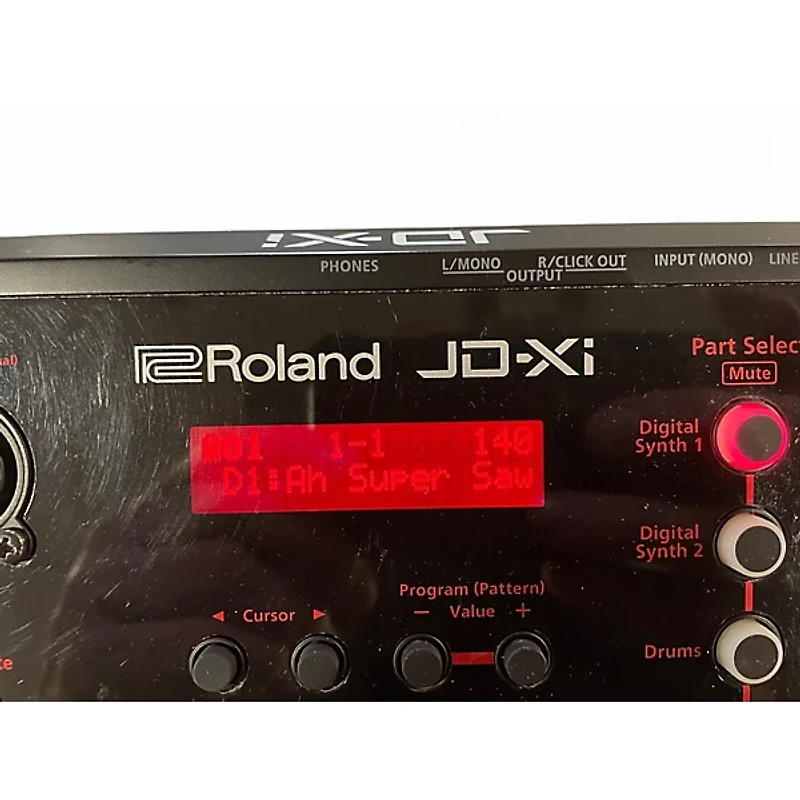 JD-Xi
PHONES
L/MONO
R/CLICK OUT
OUTPUT
INPUT (MONO)
LINE
Roland JD-Xi
Part Select
Mute
A01 1-1 140
D1:Ah Super Saw
Digital
Synth 1
Digital
Synth 2
Program (Pattern)
◄ Cursor ►
− Value +
Drums